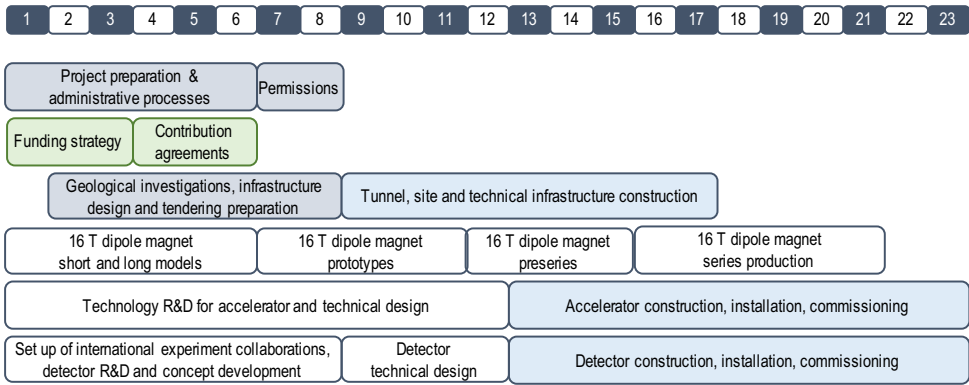 1 2 3 4 5 6 7 8 9 10 11 12 13 14 15 16 17 18 19 20 21 22 23
Project preparation &
administrative processes
Permissions
Funding strategy
Contribution
agreements
Geological investigations, infrastructure
design and tendering preparation
Tunnel, site and technical infrastructure construction
16 T dipole magnet
short and long models
16 T dipole magnet
prototypes
16 T dipole magnet
preseries
16 T dipole magnet
series production
Technology R&D for accelerator and technical design
Accelerator construction, installation, commissioning
Set up of international experiment collaborations,
detector R&D and concept development
Detector
technical design
Detector construction, installation, commissioning